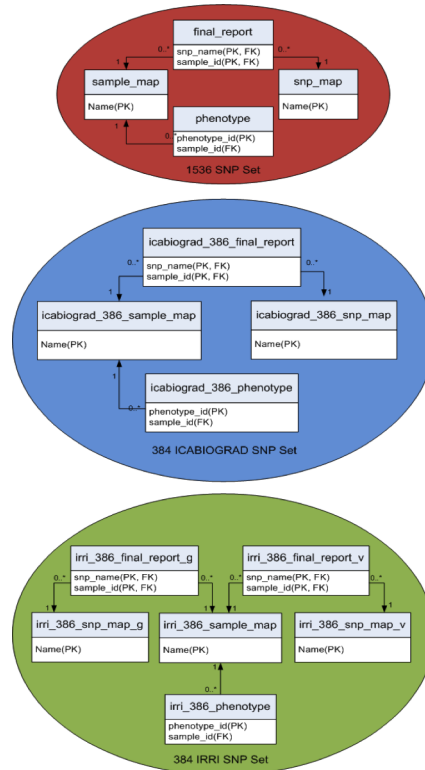 final_report
0..*
0..*
snp_name(PK, FK)
sample_id(PK, FK)
1
1
sample_map
Name(PK)
snp_map
Name(PK)
phenotype
1
0..*
phenotype_id(PK)
sample_id(FK)
1536 SNP Set
icabiograd_386_final_report
0..*
0..*
snp_name(PK, FK)
sample_id(PK, FK)
1
1
icabiograd_386_sample_map
Name(PK)
icabiograd_386_snp_map
Name(PK)
1
icabiograd_386_phenotype
0..*
phenotype_id(PK)
sample_id(FK)
384 ICABIOGRAD SNP Set
irri_386_final_report_g
irri_386_final_report_v
0..*
0..*
0..*
0..*
snp_name(PK, FK)
sample_id(PK, FK)
snp_name(PK, FK)
sample_id(PK, FK)
1
1
1
1
irri_386_snp_map_g
Name(PK)
irri_386_sample_map
Name(PK)
irri_386_snp_map_v
Name(PK)
1
0..*
irri_386_phenotype
phenotype_id(PK)
sample_id(FK)
384 IRRI SNP Set